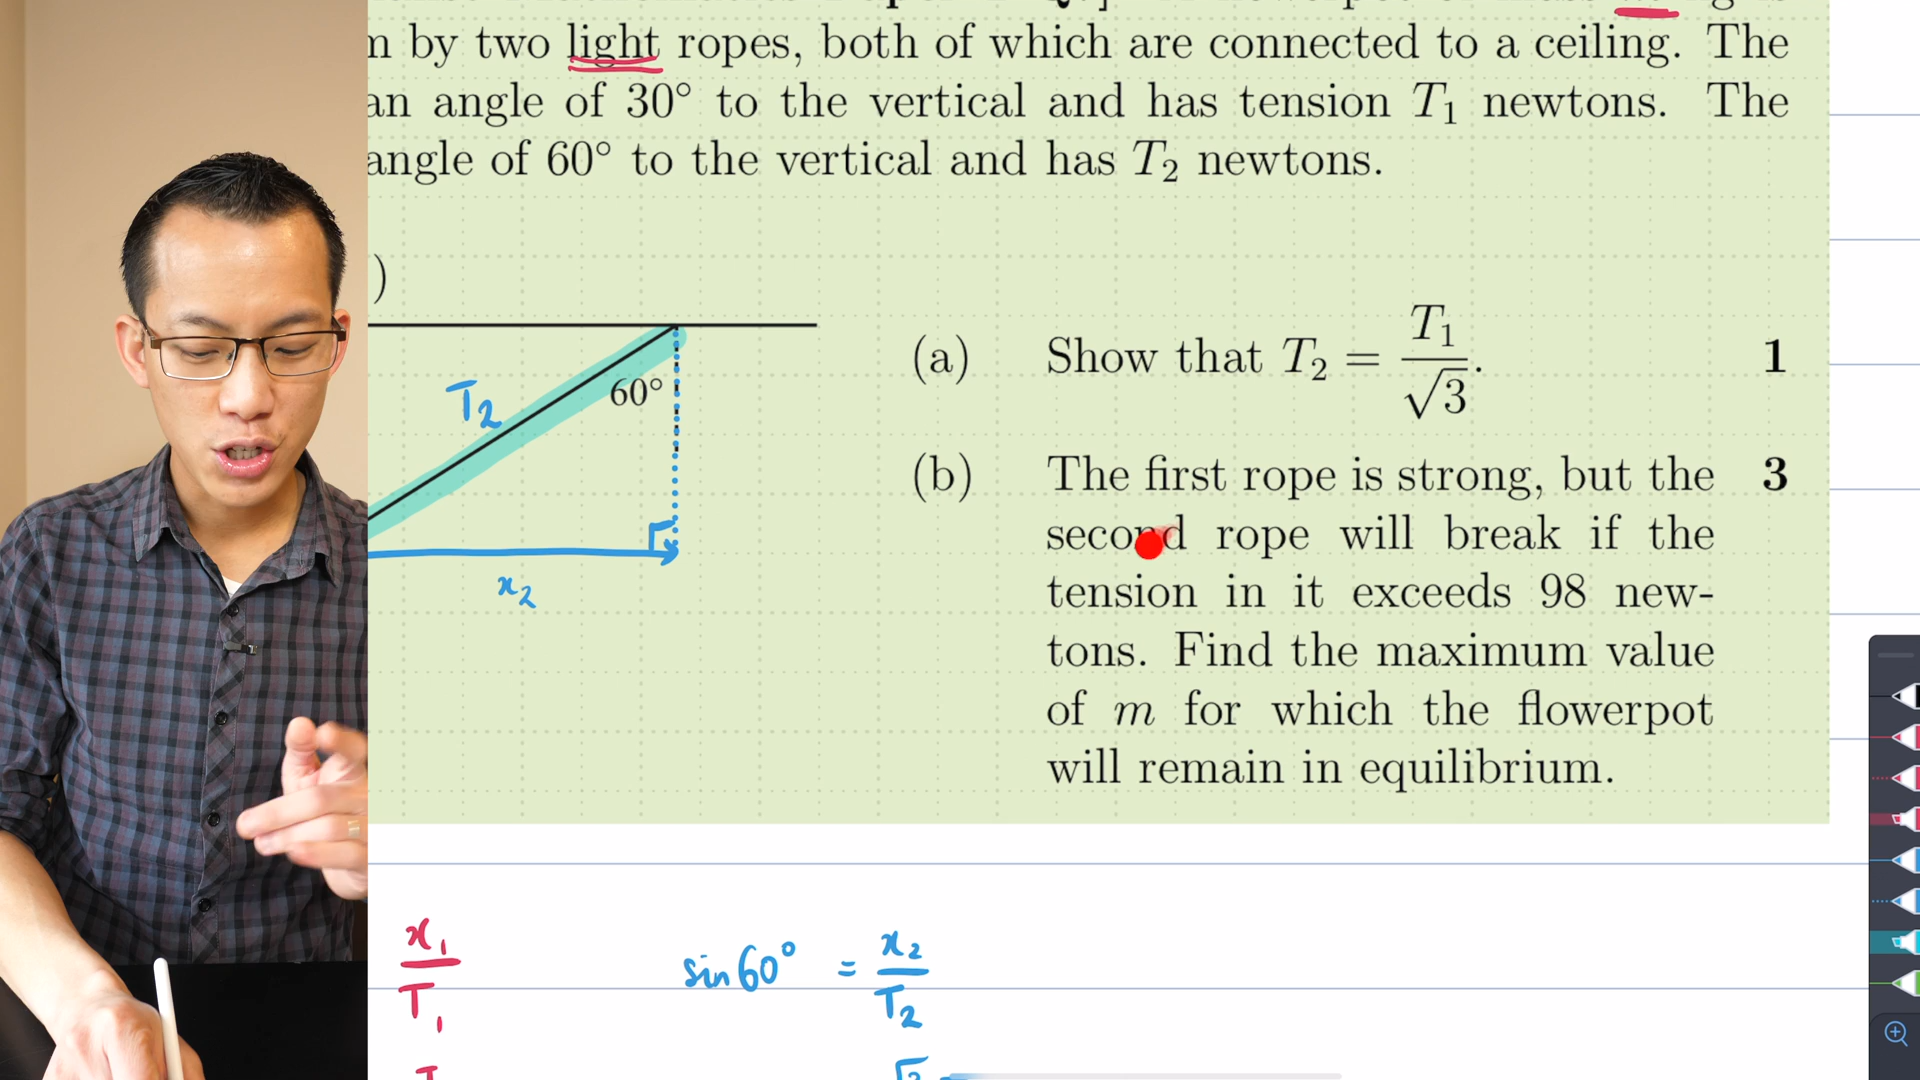 m by two light ropes, both of which are connected to a ceiling. The
an angle of 30° to the vertical and has tension T₁ newtons. The
angle of 60° to the vertical and has T₂ newtons.
)
T₂
60°
x₂
(a) Show that T₂ = T₁/√3. 1
(b) The first rope is strong, but the 3
second rope will break if the
tension in it exceeds 98 new-
tons. Find the maximum value
of m for which the flowerpot
will remain in equilibrium.
x₁/T₁
sin 60° = x₂/T₂